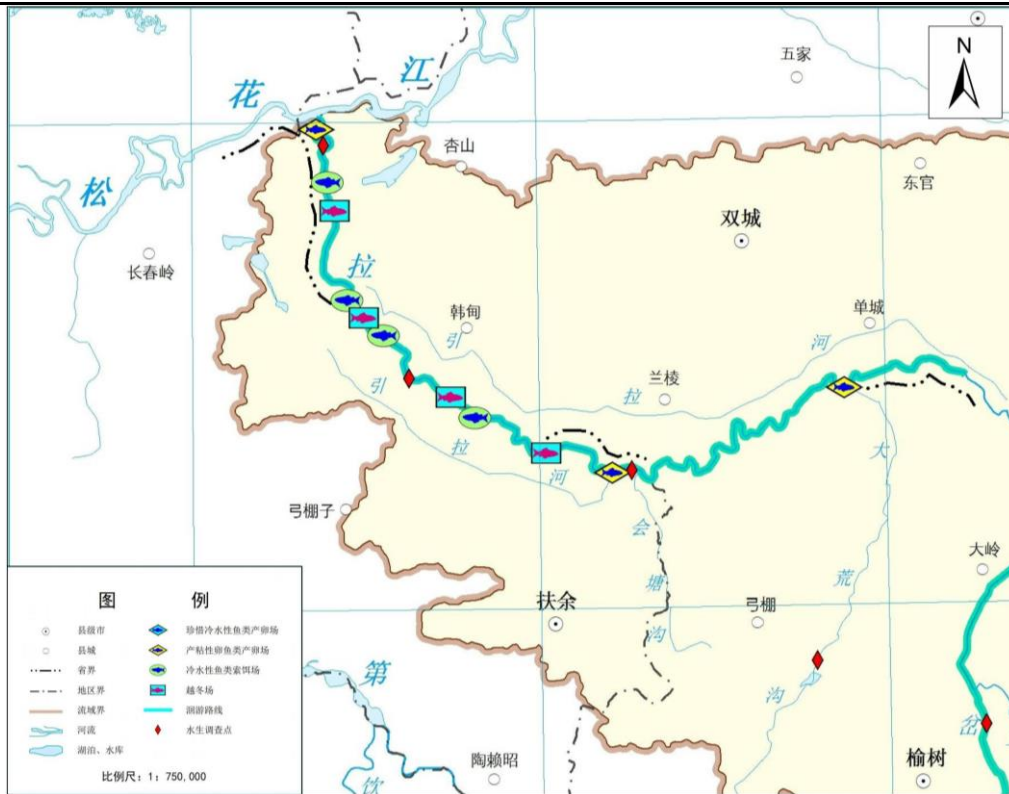 N
五家
江
花
杏山
东官
松
双城
长春岭
拉
韩甸
单城
引
河
兰棱
引
拉
大
拉
河
弓棚子
会
大岭
荒
塘
扶余
弓棚
沟
第
沟
岔
陶赖昭
榆树
饮
图 例
县级市
珍惜冷水性鱼类产卵场
县城
产粘性卵鱼类产卵场
省界
冷水性鱼类索饵场
地区界
越冬场
流域界
洄游路线
河流
水生调查点
湖泊、水库
比例尺：1：750,000